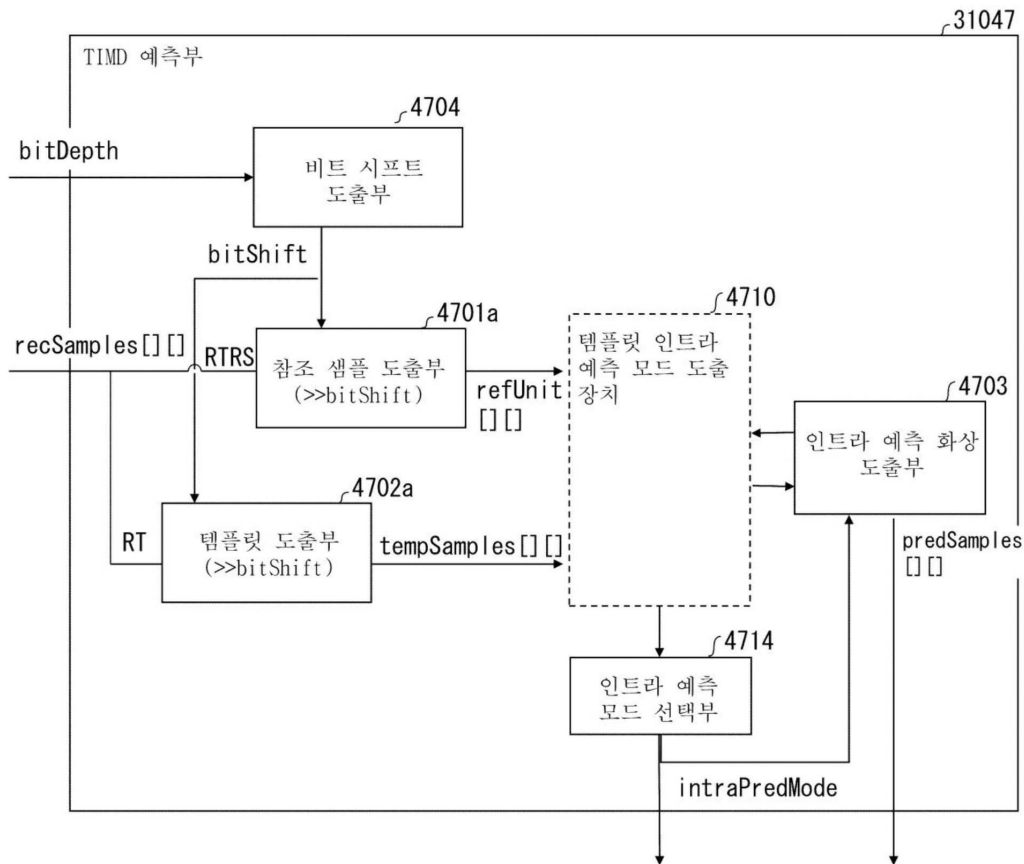 31047
TIMD 예측부
4704
bitDepth
비트 시프트
도출부
bitShift
4710
4701a
recSamples[][]
RTRS
참조 샘플 도출부
(>>bitShift)
refUnit
[][]
템플릿 인트라
예측 모드 도출
장치
4703
인트라 예측 화상
도출부
4702a
RT
템플릿 도출부
(>>bitShift)
tempSamples[][]
predSamples
[][]
4714
인트라 예측
모드 선택부
intraPredMode